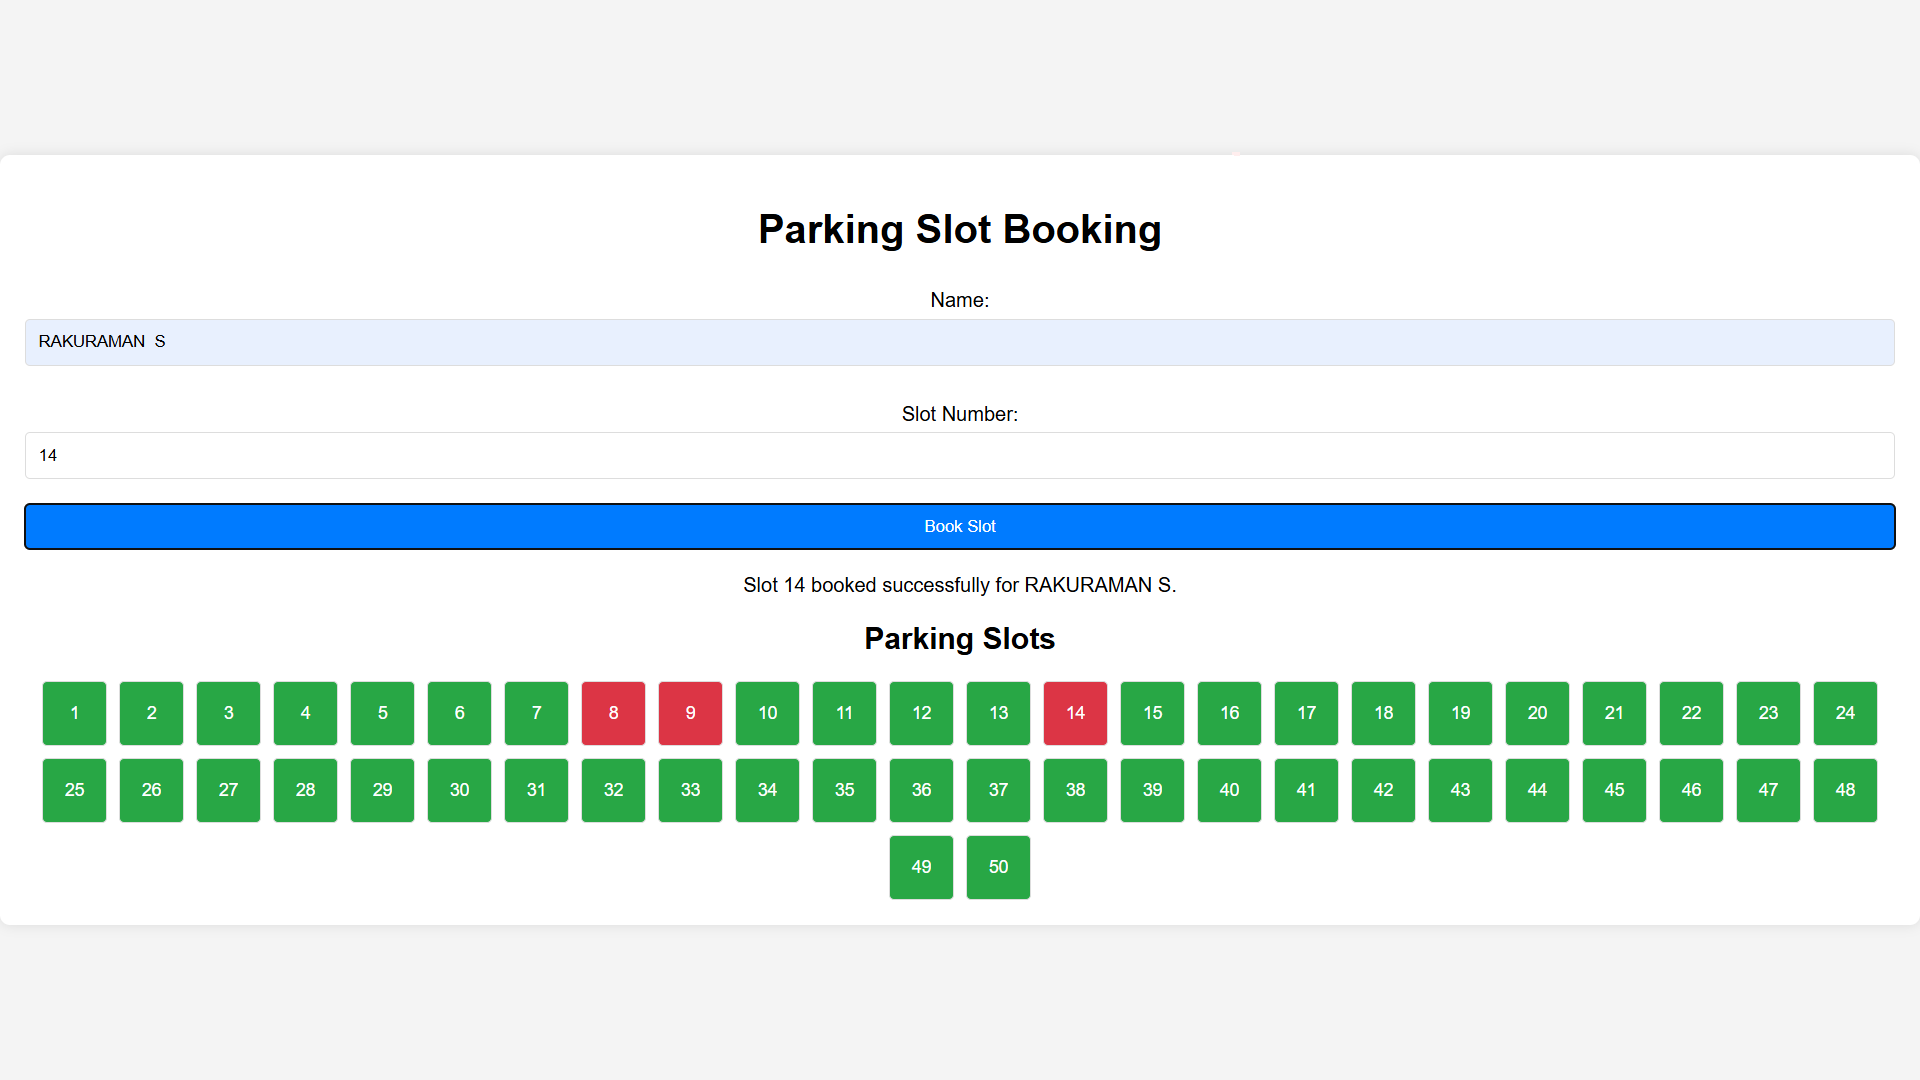 Parking Slot Booking
Name:
RAKURAMAN  S
Slot Number:
14
Book Slot
Slot 14 booked successfully for RAKURAMAN S.
Parking Slots
1 2 3 4 5 6 7 8 9 10 11 12 13 14 15 16 17 18 19 20 21 22 23 24
25 26 27 28 29 30 31 32 33 34 35 36 37 38 39 40 41 42 43 44 45 46 47 48
49 50